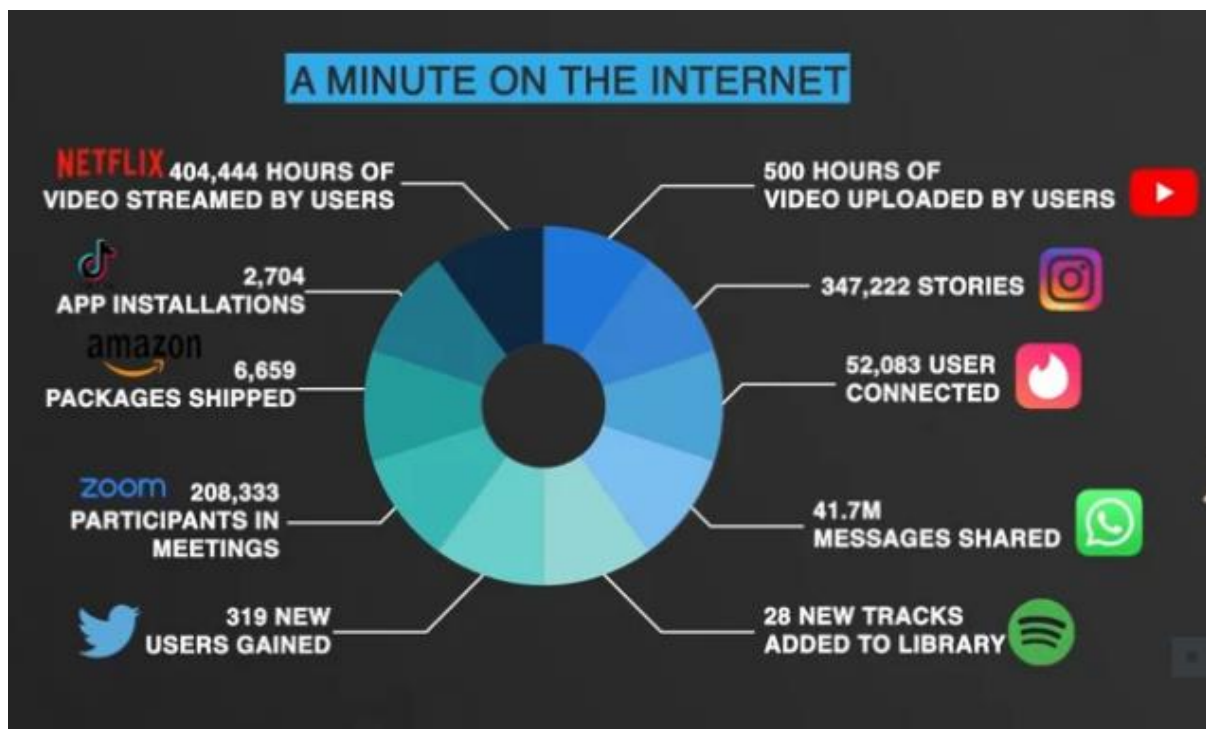 A MINUTE ON THE INTERNET
NETFLIX 404,444 HOURS OF
VIDEO STREAMED BY USERS
2,704
APP INSTALLATIONS
amazon
6,659
PACKAGES SHIPPED
zoom 208,333
PARTICIPANTS IN
MEETINGS
319 NEW
USERS GAINED
500 HOURS OF
VIDEO UPLOADED BY USERS
347,222 STORIES
52,083 USER
CONNECTED
41.7M
MESSAGES SHARED
28 NEW TRACKS
ADDED TO LIBRARY